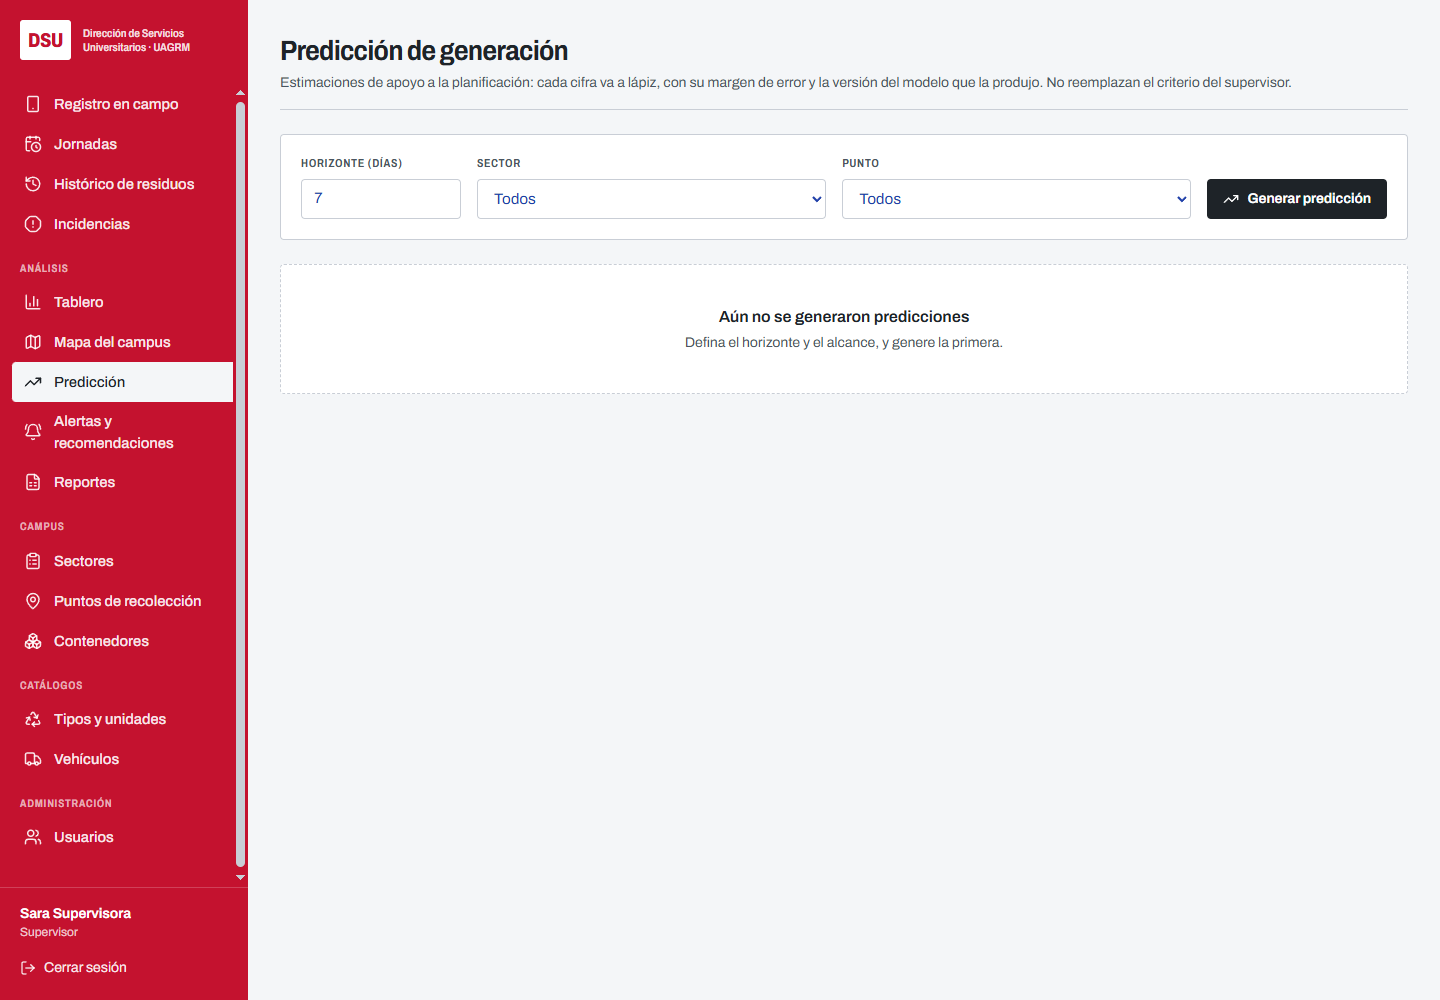 DSU
Dirección de Servicios
Universitarios · UAGRM
Registro en campo
Jornadas
Histórico de residuos
Incidencias
ANÁLISIS
Tablero
Mapa del campus
Predicción
Alertas y
recomendaciones
Reportes
CAMPUS
Sectores
Puntos de recolección
Contenedores
CATÁLOGOS
Tipos y unidades
Vehículos
ADMINISTRACIÓN
Usuarios
Sara Supervisora
Supervisor
Cerrar sesión
Predicción de generación
Estimaciones de apoyo a la planificación: cada cifra va a lápiz, con su margen de error y la versión del modelo que la produjo. No reemplazan el criterio del supervisor.
HORIZONTE (DÍAS)
SECTOR
PUNTO
7
Todos
Todos
Generar predicción
Aún no se generaron predicciones
Defina el horizonte y el alcance, y genere la primera.